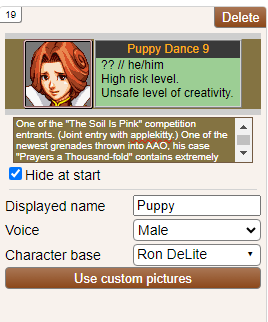 19
Delete
Puppy Dance 9
?? // he/him
High risk level.
Unsafe level of creativity.
One of the "The Soil Is Pink" competition
entrants. (Joint entry with applekitty.) One of the
newest grenades thrown into AAO, his case
"Prayers a Thousand-fold" contains extremely
Hide at start
Displayed name
Puppy
Voice
Male
Character base
Ron DeLite
Use custom pictures